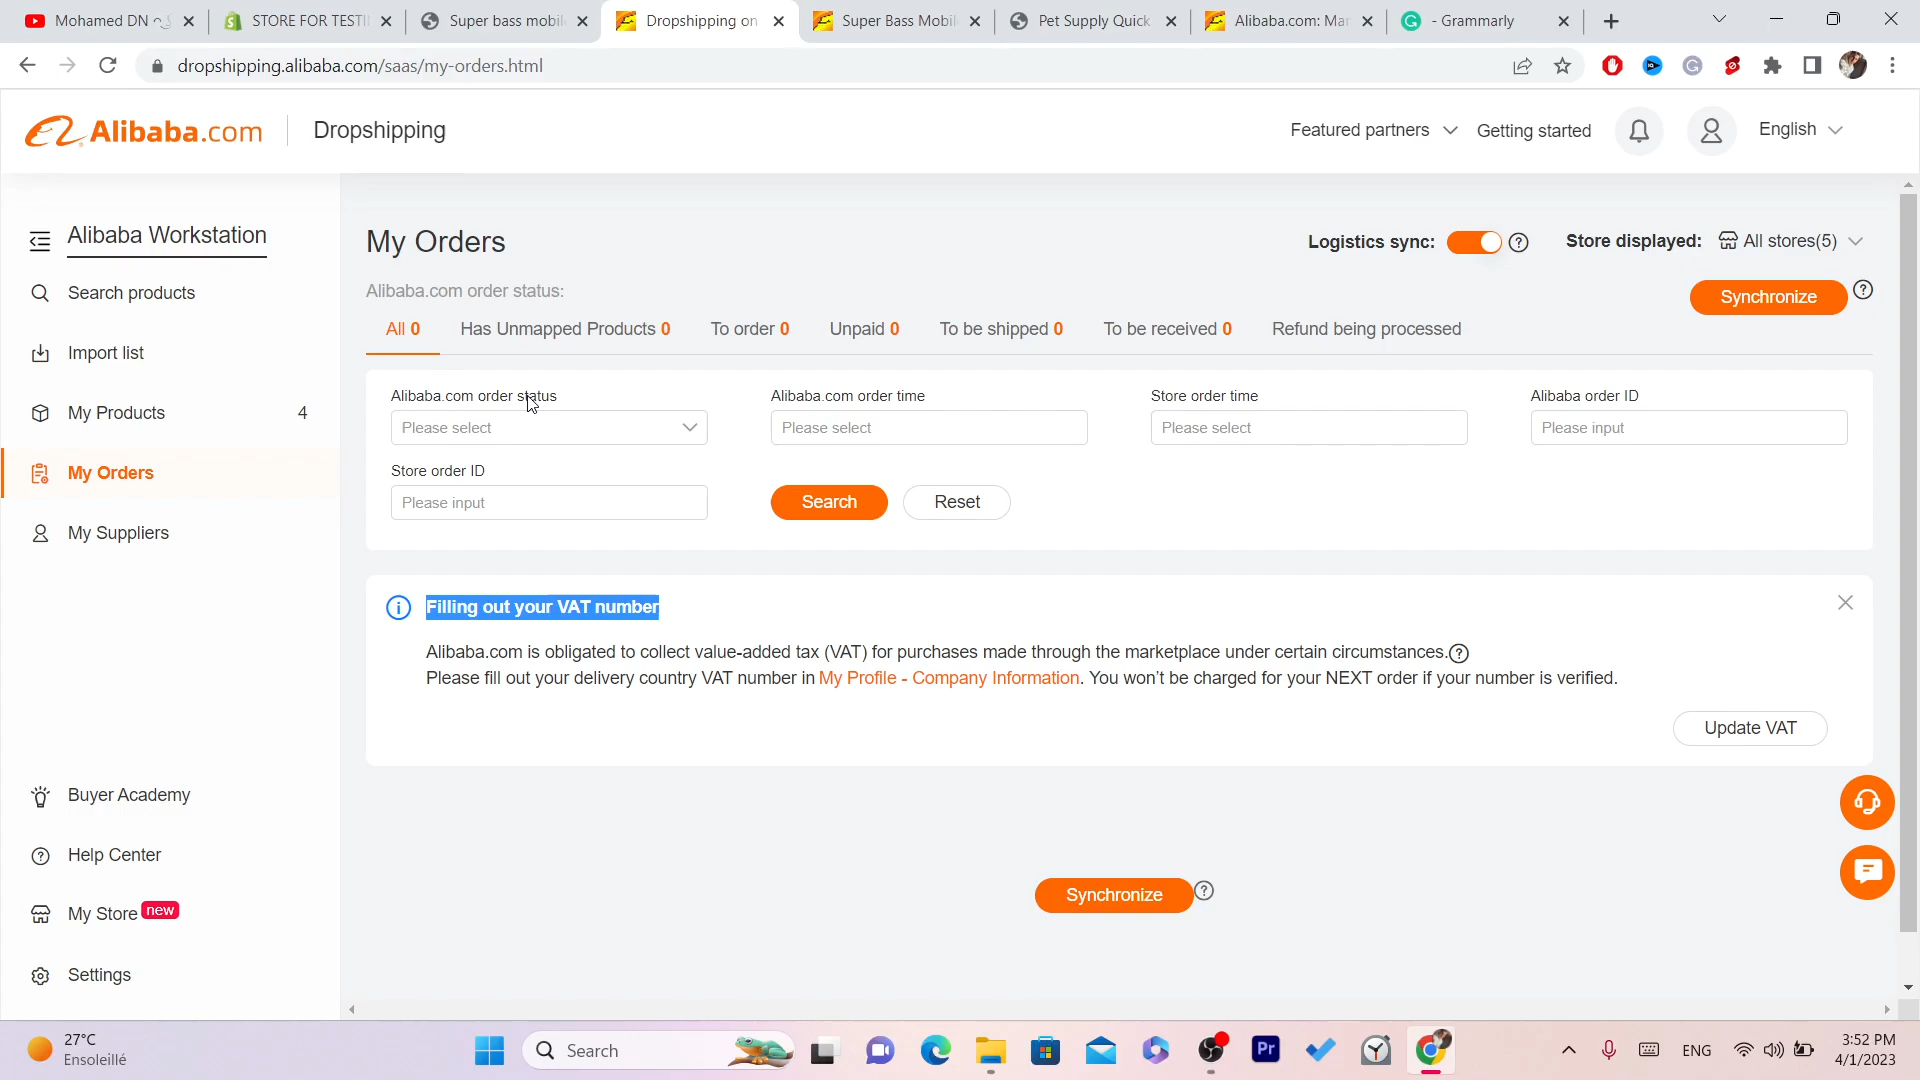 Mohamed DN
STORE FOR TESTI
Super bass mobil
Dropshipping on
Super Bass Mobil
Pet Supply Quick
Alibaba.com: Ma
- Grammarly
dropshipping.alibaba.com/saas/my-orders.html
Alibaba.com
Dropshipping
Featured partners
Getting started
English
Alibaba Workstation
Search products
Import list
My Products 4
My Orders
My Suppliers
Buyer Academy
Help Center
My Store new
Settings
My Orders
Logistics sync:
Store displayed: All stores(5)
Alibaba.com order status:
Synchronize
All 0
Has Unmapped Products 0
To order 0
Unpaid 0
To be shipped 0
To be received 0
Refund being processed
Alibaba.com order status
Please select
Alibaba.com order time
Please select
Store order time
Please select
Alibaba order ID
Please input
Store order ID
Please input
Search
Reset
Filling out your VAT number
Alibaba.com is obligated to collect value-added tax (VAT) for purchases made through the marketplace under certain circumstances.
Please fill out your delivery country VAT number in My Profile - Company Information. You won't be charged for your NEXT order if your number is verified.
Update VAT
Synchronize
27°C
Ensoleillé
Search
Pr
ENG
3:52 PM
4/1/2023